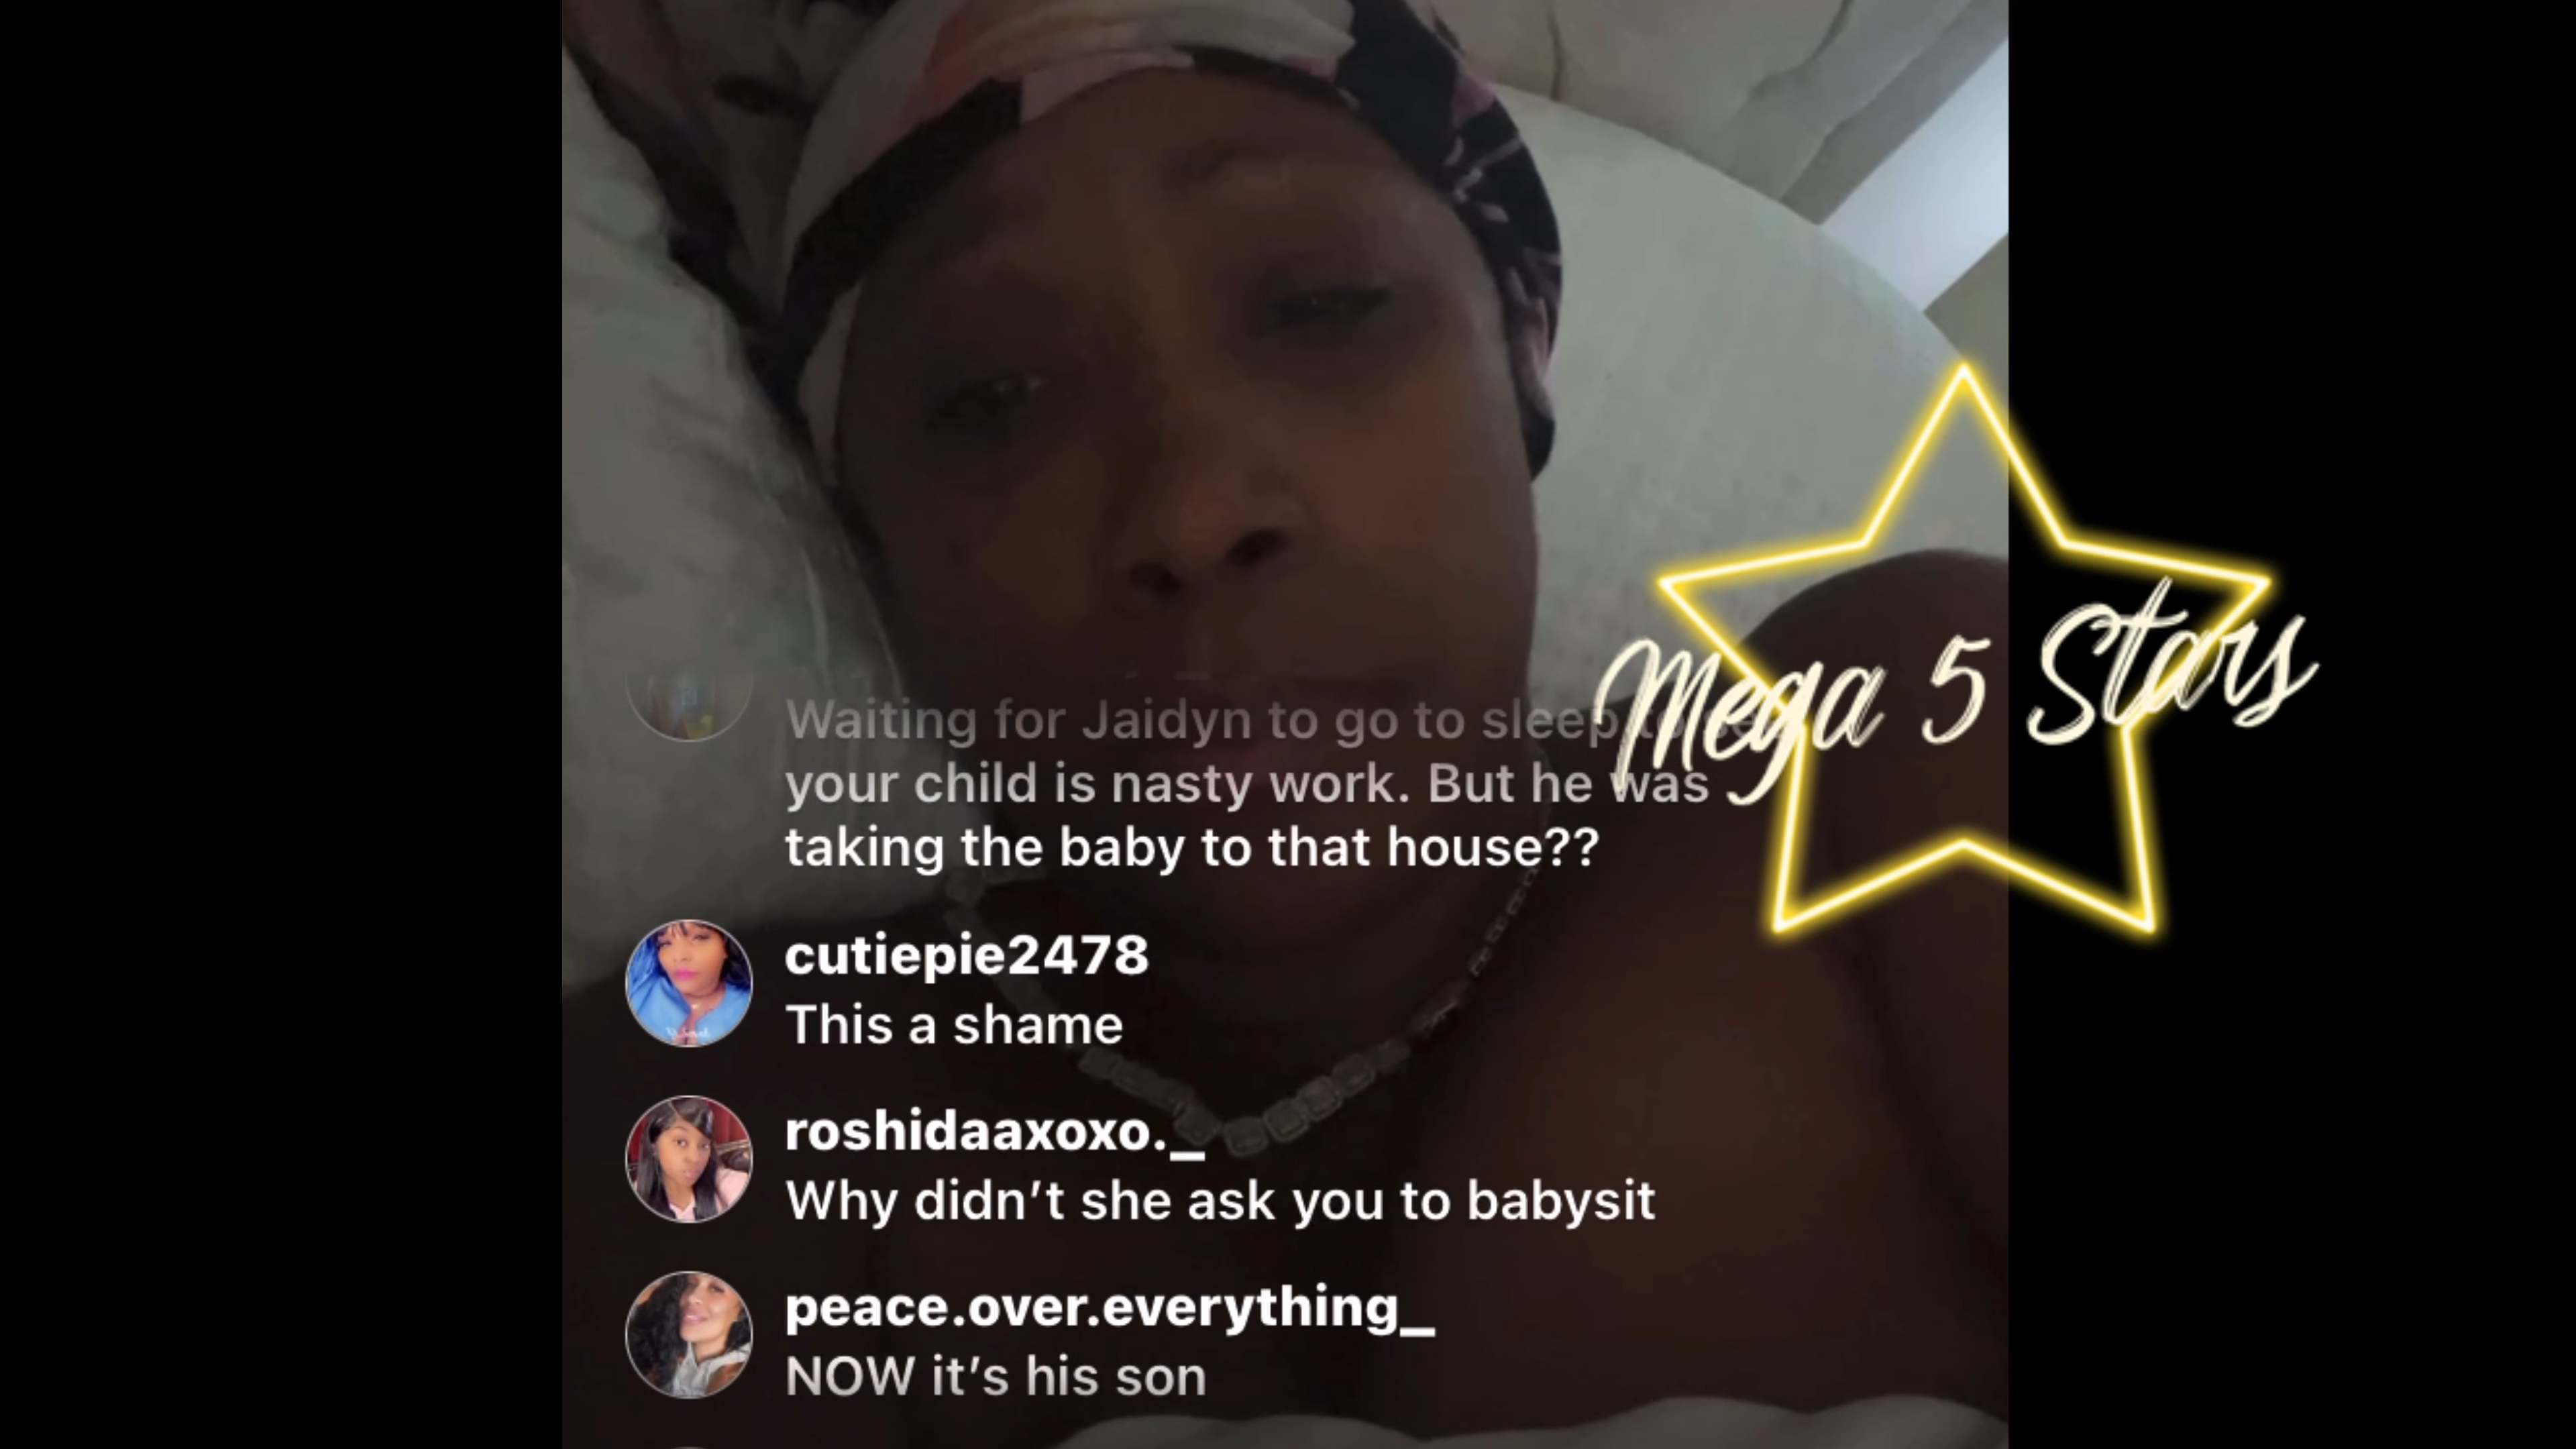 Waiting for Jaidyn to go to sleep to se
your child is nasty work. But he was
taking the baby to that house??
cutiepie2478
This a shame
roshidaaxoxo._
Why didn't she ask you to babysit
peace.over.everything_
NOW it's his son
Mega 5 Stars